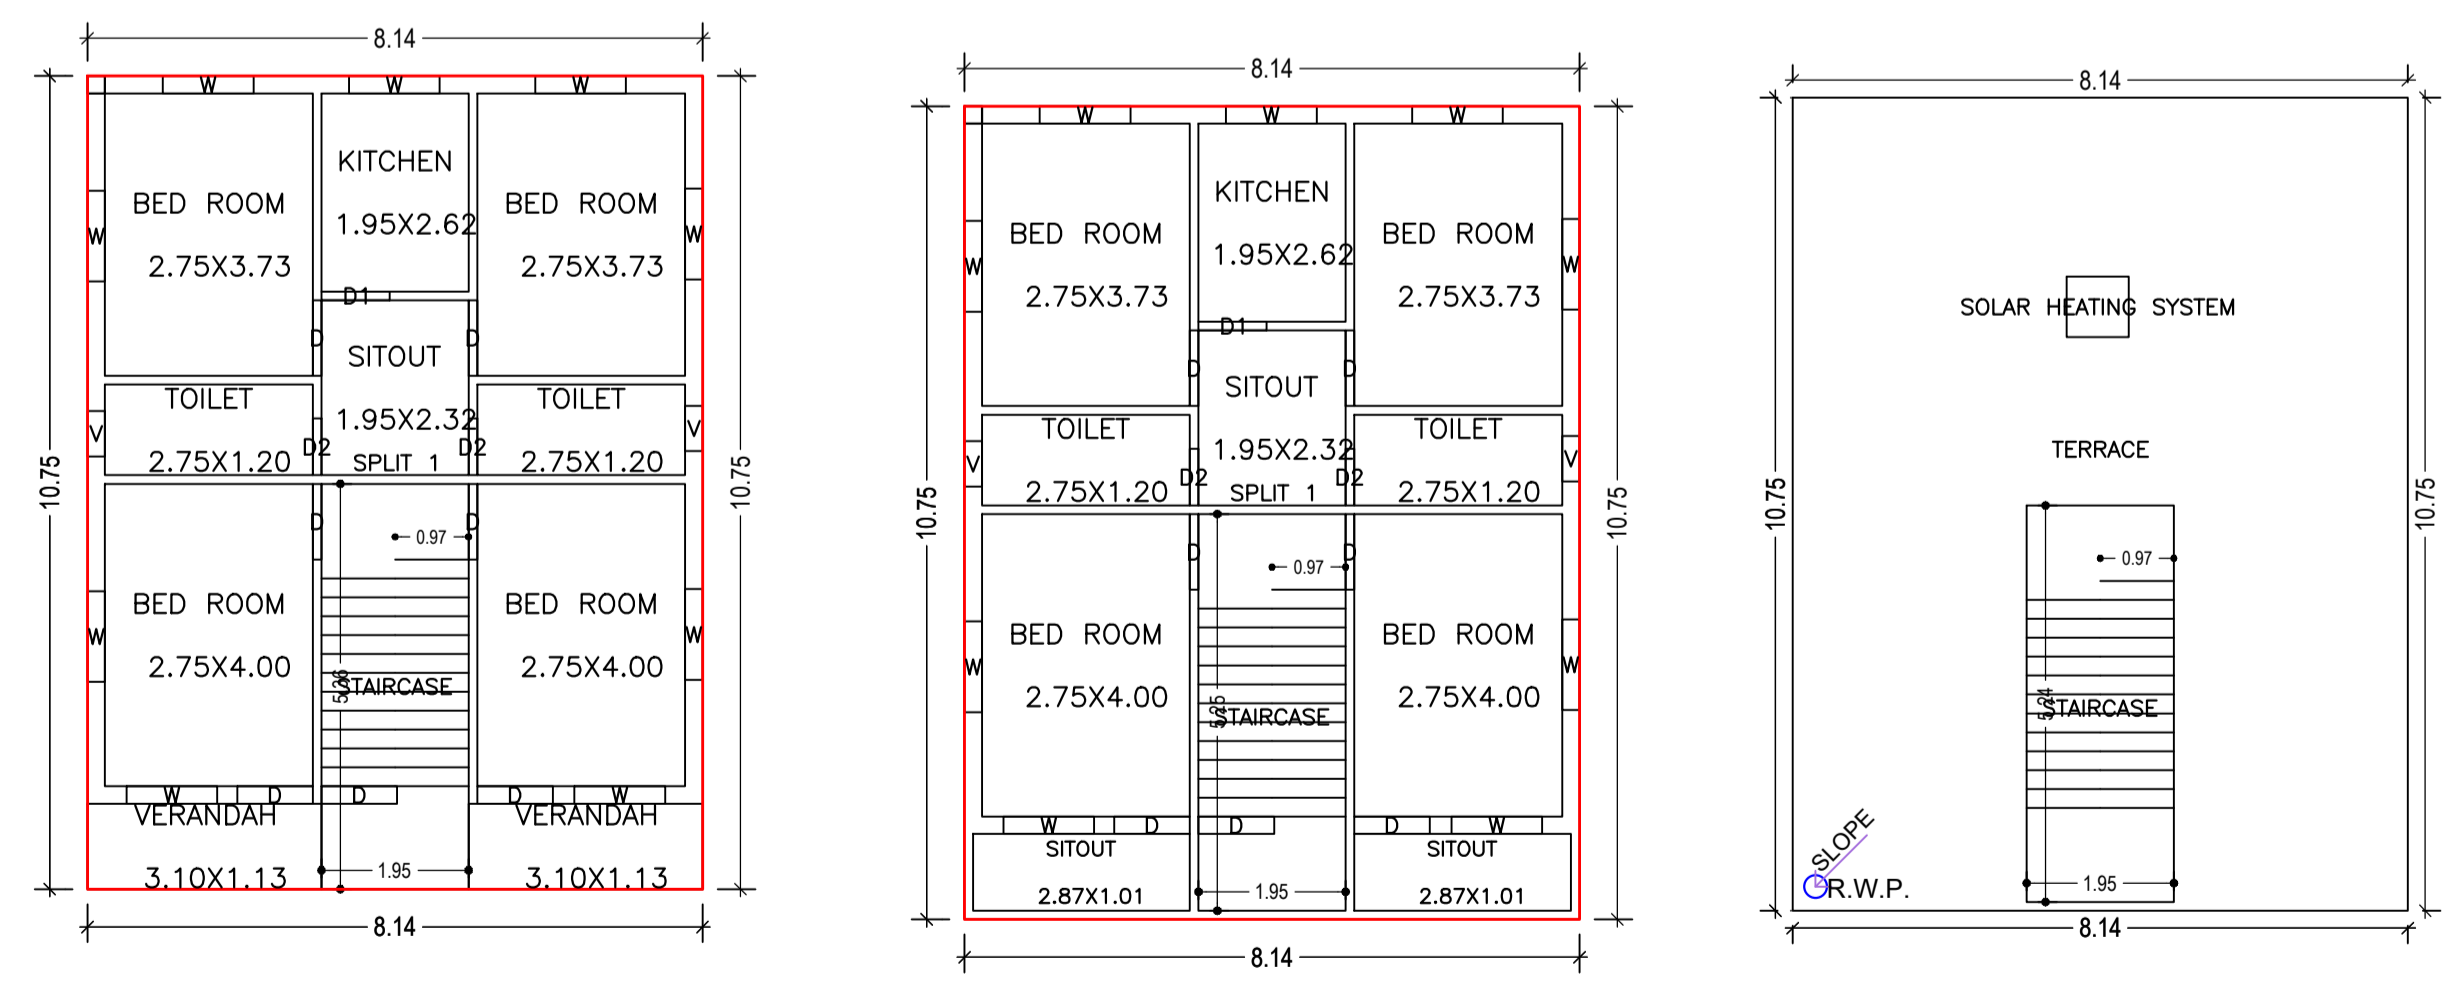 8.14
W
W
W
KITCHEN
1.95X2.62
BED ROOM
2.75X3.73
BED ROOM
2.75X3.73
W
W
D1
D
D
SITOUT
1.95X2.32
SPLIT 1
TOILET
2.75X1.20
TOILET
2.75X1.20
V
V
D2
D2
10.75
10.75
D
D
0.97
BED ROOM
2.75X4.00
BED ROOM
2.75X4.00
W
W
5.26
STAIRCASE
W
D
D
D
W
VERANDAH
3.10X1.13
VERANDAH
3.10X1.13
1.95
8.14
8.14
W
W
W
KITCHEN
1.95X2.62
BED ROOM
2.75X3.73
BED ROOM
2.75X3.73
W
W
D1
D
D
SITOUT
1.95X2.32
SPLIT 1
TOILET
2.75X1.20
TOILET
2.75X1.20
V
V
D2
D2
10.75
10.75
D
D
0.97
BED ROOM
2.75X4.00
BED ROOM
2.75X4.00
W
W
5.25
STAIRCASE
W
D
D
D
W
SITOUT
2.87X1.01
SITOUT
2.87X1.01
1.95
8.14
8.14
SOLAR HEATING SYSTEM
TERRACE
10.75
10.75
0.97
5.24
STAIRCASE
SLOPE
R.W.P.
1.95
8.14